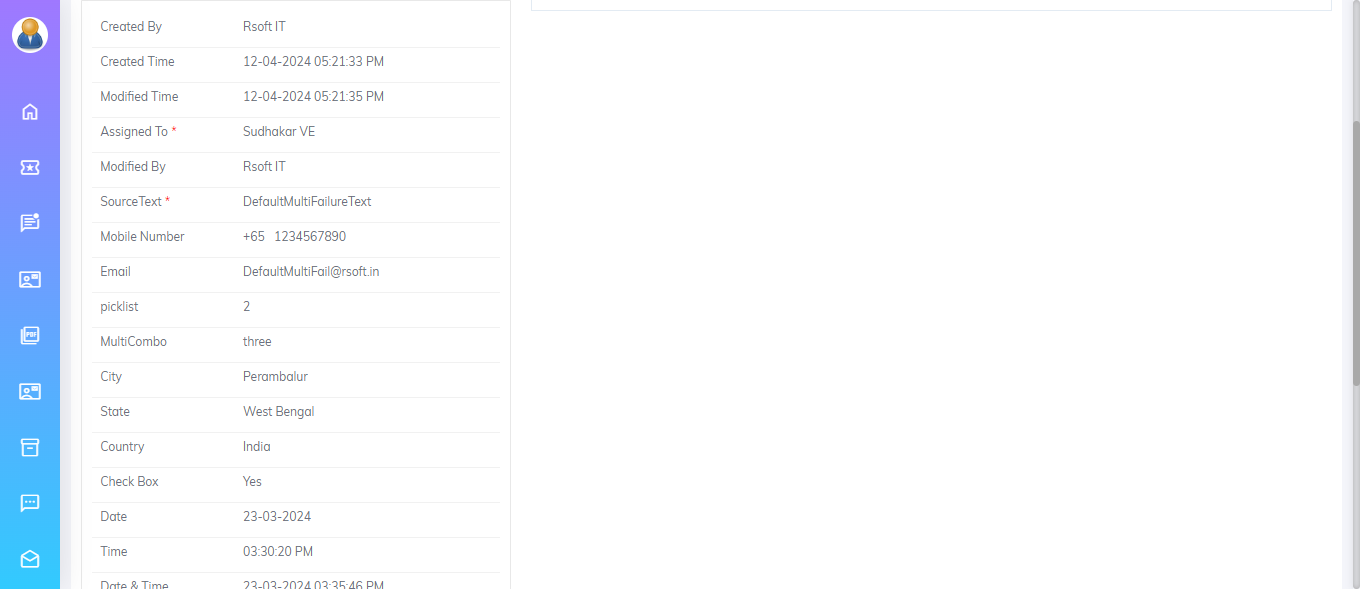 Created By Rsoft IT
Created Time 12-04-2024 05:21:33 PM
Modified Time 12-04-2024 05:21:35 PM
Assigned To * Sudhakar VE
Modified By Rsoft IT
SourceText * DefaultMultiFailureText
Mobile Number +65 1234567890
Email DefaultMultiFail@rsoft.in
picklist 2
MultiCombo three
City Perambalur
State West Bengal
Country India
Check Box Yes
Date 23-03-2024
Time 03:30:20 PM
Date & Time 23-03-2024 03:35:46 PM
PDF